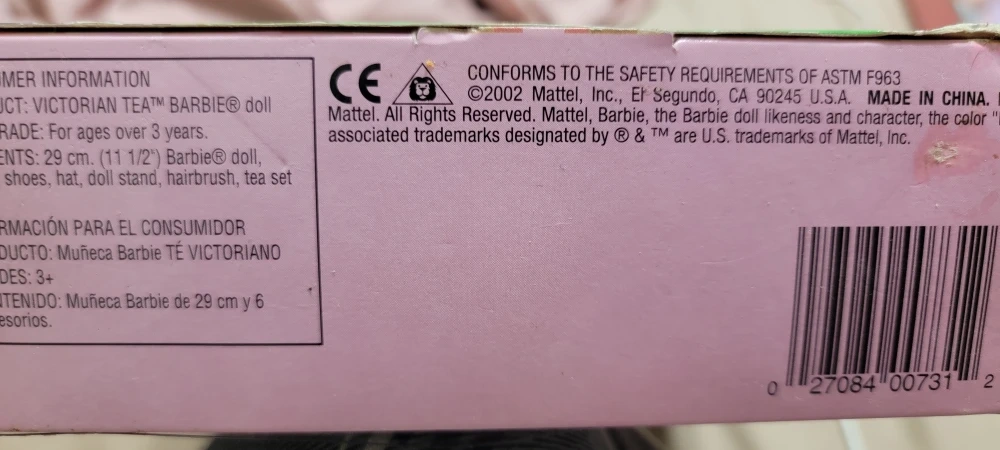 UMER INFORMATION
UCT: VICTORIAN TEA™ BARBIE® doll
RADE: For ages over 3 years.
ENTS: 29 cm. (11 1/2") Barbie® doll,
shoes, hat, doll stand, hairbrush, tea set
RMACIÓN PARA EL CONSUMIDOR
DUCTO: Muñeca Barbie TÉ VICTORIANO
DES: 3+
TENIDO: Muñeca Barbie de 29 cm y 6
esorios.
CE
CONFORMS TO THE SAFETY REQUIREMENTS OF ASTM F963
©2002 Mattel, Inc., El Segundo, CA 90245 U.S.A. MADE IN CHINA.
Mattel. All Rights Reserved. Mattel, Barbie, the Barbie doll likeness and character, the color "
associated trademarks designated by ® & ™ are U.S. trademarks of Mattel, Inc.
0 27084 00731 2